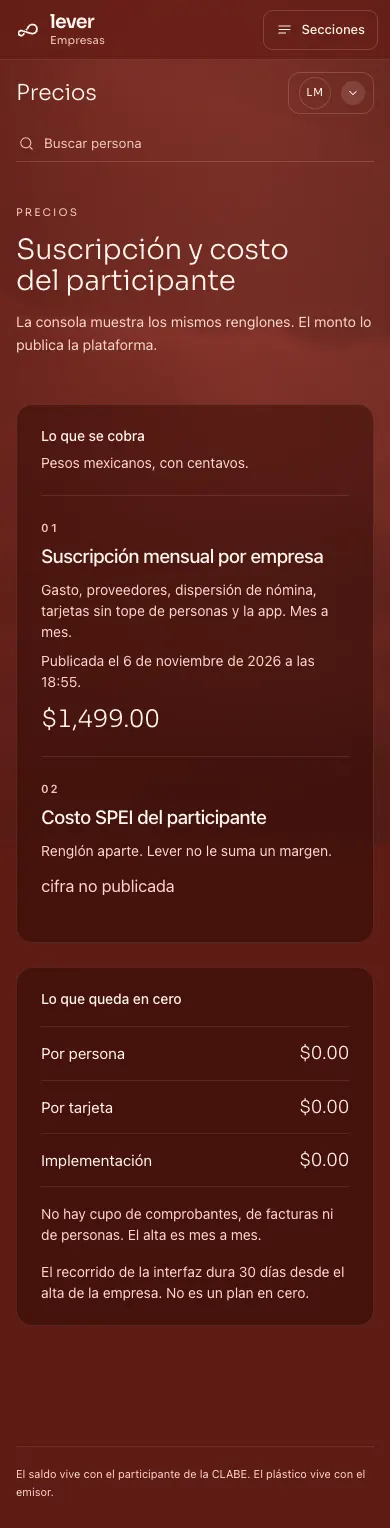 lever
Empresas
Secciones
Precios
LM
Buscar persona
PRECIOS
Suscripción y costo
del participante
La consola muestra los mismos renglones. El monto lo
publica la plataforma.
Lo que se cobra
Pesos mexicanos, con centavos.
01
Suscripción mensual por empresa
Gasto, proveedores, dispersión de nómina,
tarjetas sin tope de personas y la app. Mes a
mes.
Publicada el 6 de noviembre de 2026 a las
18:55.
$1,499.00
02
Costo SPEI del participante
Renglón aparte. Lever no le suma un margen.
cifra no publicada
Lo que queda en cero
Por persona $0.00
Por tarjeta $0.00
Implementación $0.00
No hay cupo de comprobantes, de facturas ni
de personas. El alta es mes a mes.
El recorrido de la interfaz dura 30 días desde el
alta de la empresa. No es un plan en cero.
El saldo vive con el participante de la CLABE. El plástico vive con el
emisor.